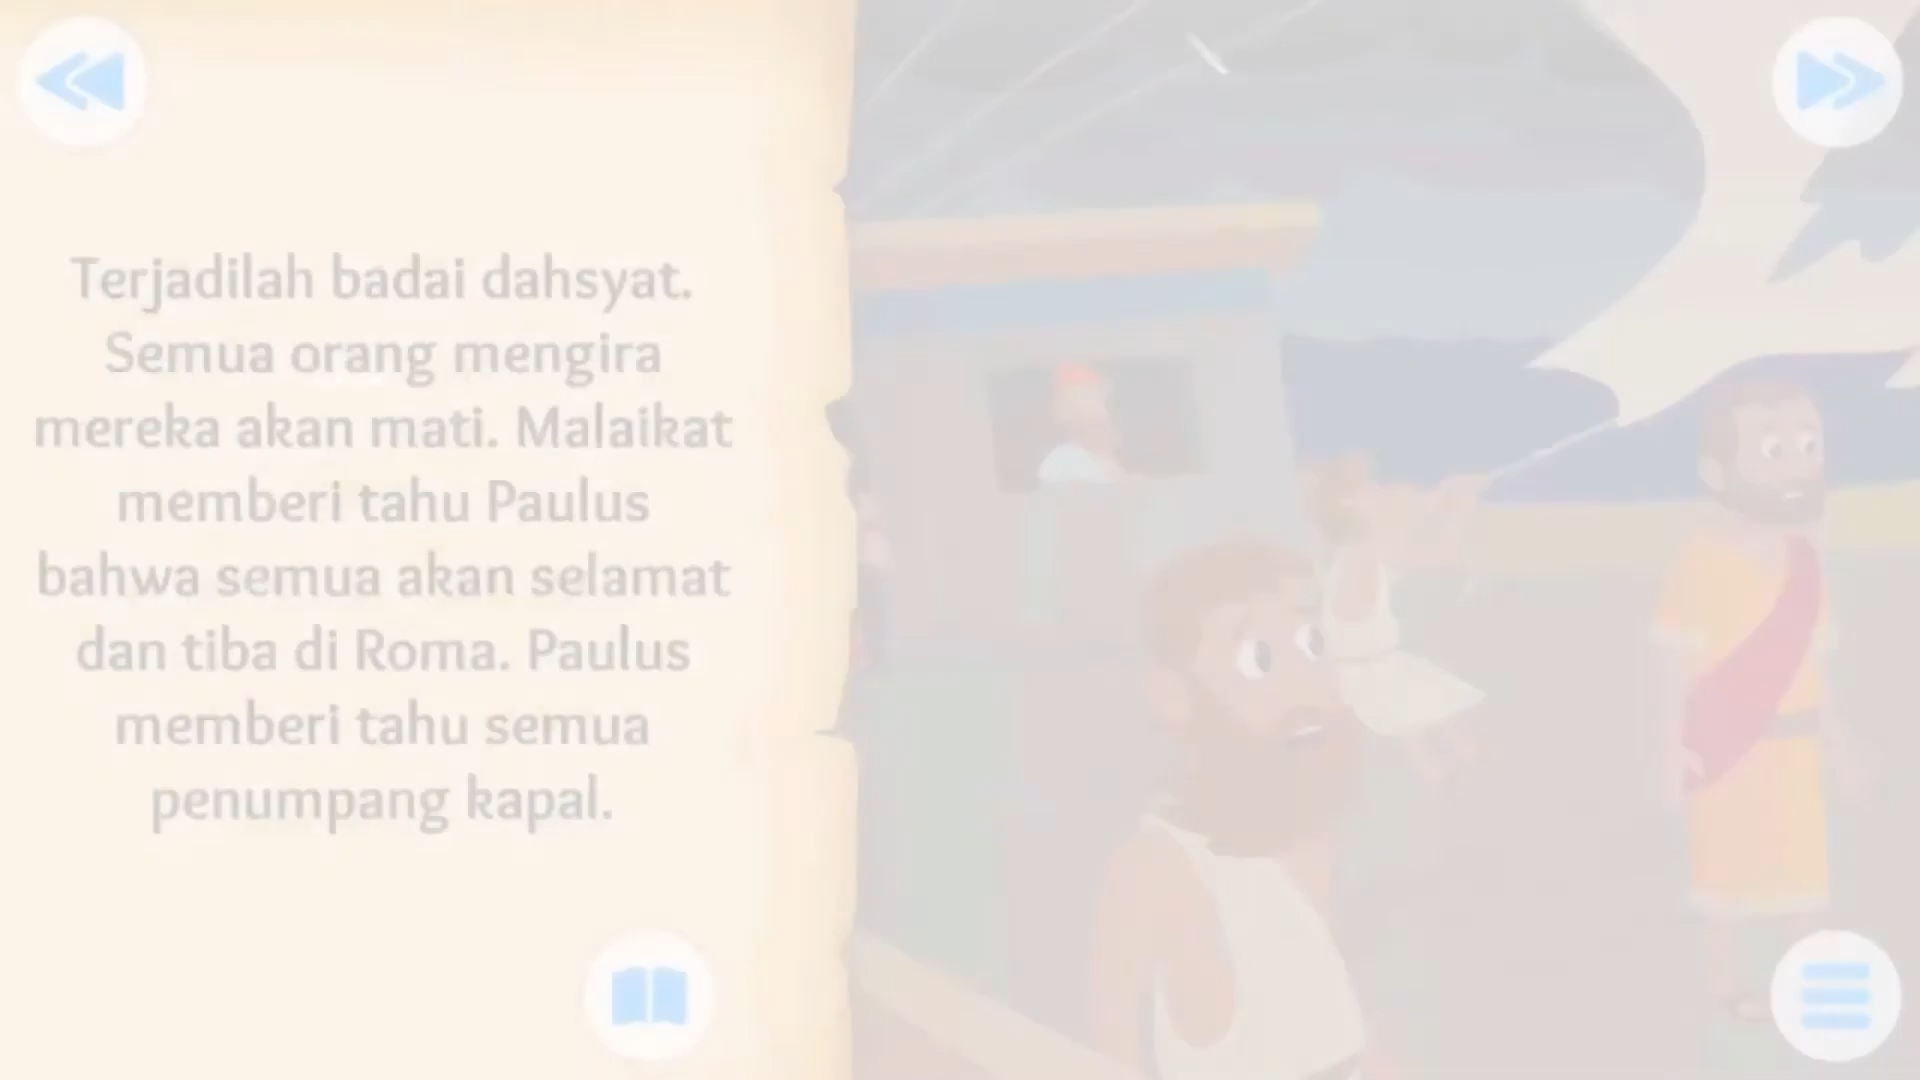 Terjadilah badai dahsyat.
Semua orang mengira
mereka akan mati. Malaikat
memberi tahu Paulus
bahwa semua akan selamat
dan tiba di Roma. Paulus
memberi tahu semua
penumpang kapal.